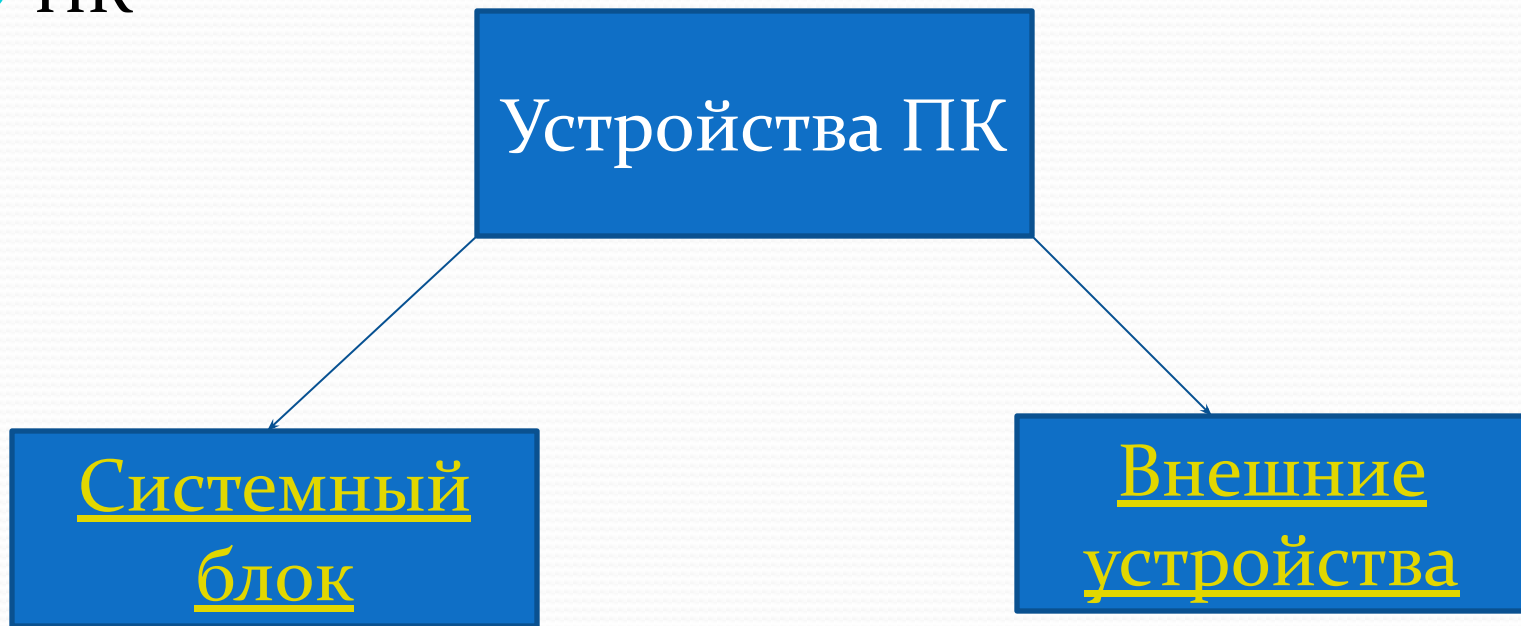 ПК
Устройства ПК
Системный
блок
Внешние
устройства